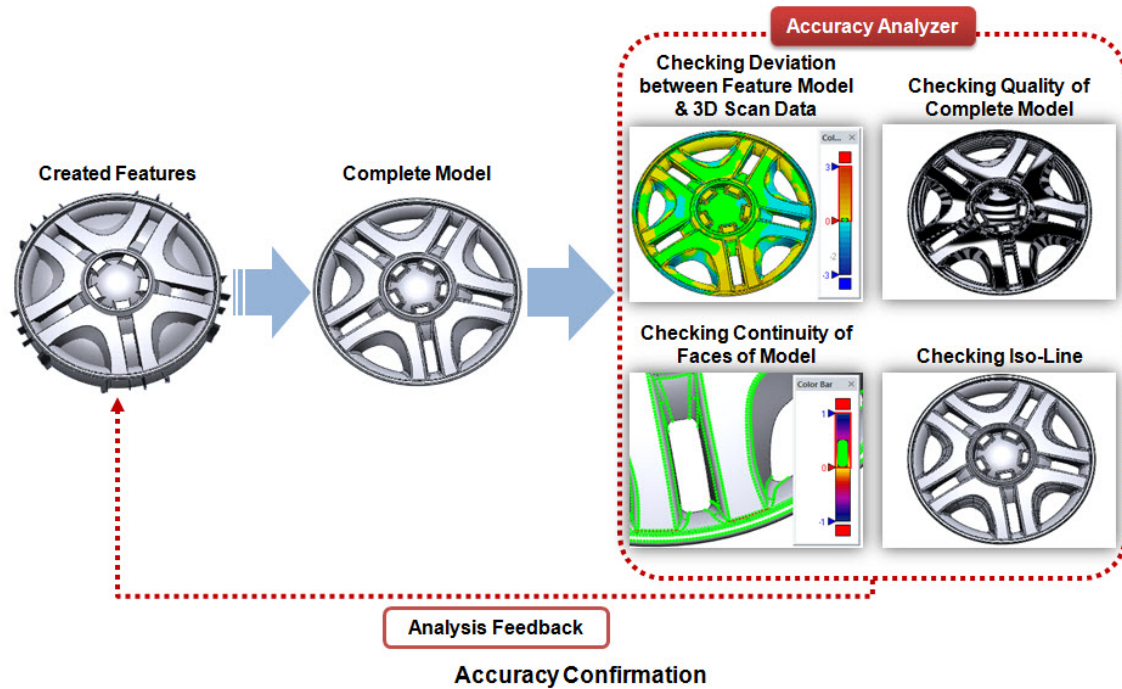 Accuracy Analyzer
Checking Deviation
between Feature Model
& 3D Scan Data
Checking Quality of
Complete Model
Created Features
Complete Model
Col... ×
3
0
-2
-3
Checking Continuity of
Faces of Model
Checking Iso-Line
Color Bar ×
1
0
-1
Analysis Feedback
Accuracy Confirmation